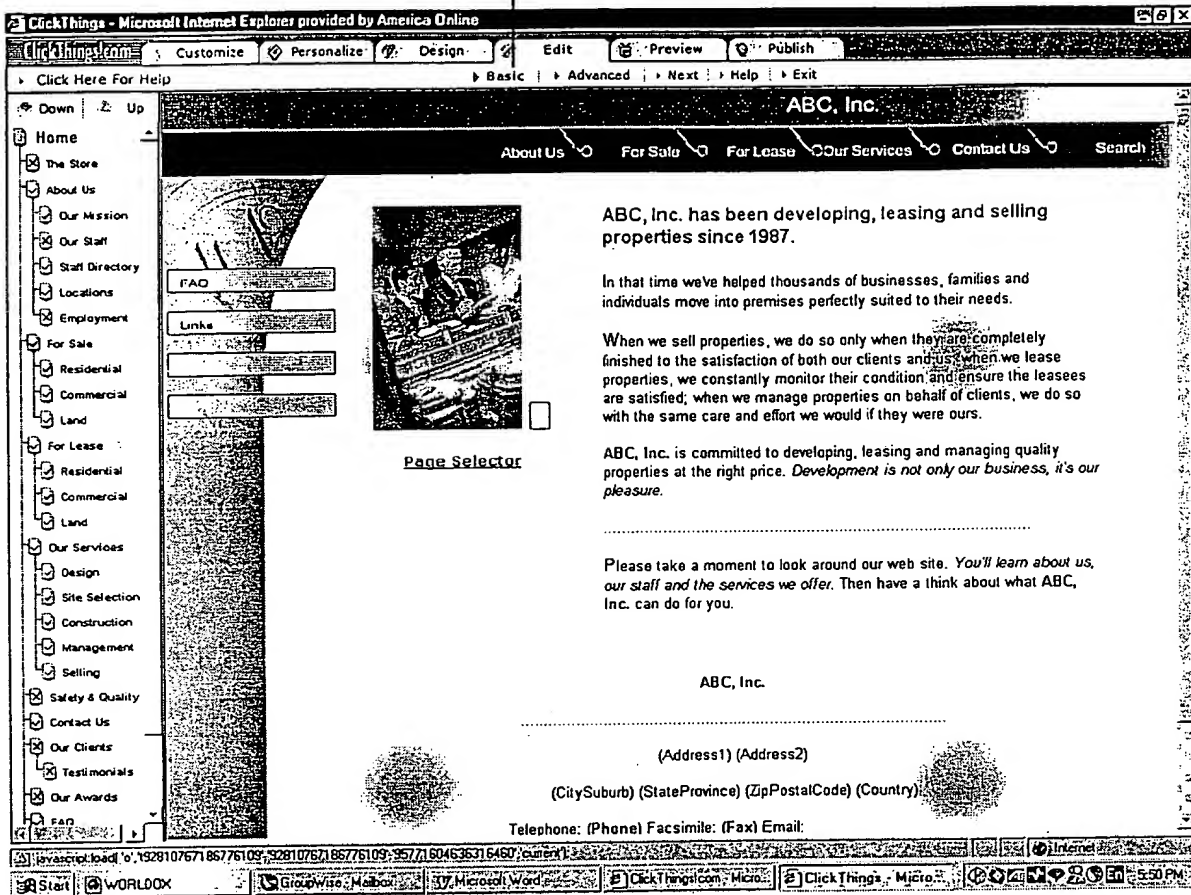 ClickThings - Microsoft Internet Explorer provided by America Online
ClickThings.com Customize Personalize Design Edit Preview Publish
Click Here For Help Basic Advanced Next Help Exit
Down Up
Home
The Store
About Us
Our Mission
Our Staff
Staff Directory
Locations
Employment
For Sale
Residential
Commercial
Land
For Lease
Residential
Commercial
Land
Our Services
Design
Site Selection
Construction
Management
Selling
Safety & Quality
Contact Us
Our Clients
Testimonials
Our Awards
FAQ
ABC, Inc.
About Us For Sale For Lease Our Services Contact Us Search
FAQ
Links
Page Selector
ABC, Inc. has been developing, leasing and selling
properties since 1987.
In that time we've helped thousands of businesses, families and
individuals move into premises perfectly suited to their needs.
When we sell properties, we do so only when they are completely
finished to the satisfaction of both our clients and us; when we lease
properties, we constantly monitor their condition and ensure the leasees
are satisfied; when we manage properties on behalf of clients, we do so
with the same care and effort we would if they were ours.
ABC, Inc. is committed to developing, leasing and managing quality
properties at the right price. Development is not only our business, it's our
pleasure.
Please take a moment to look around our web site. You'll learn about us,
our staff and the services we offer. Then have a think about what ABC,
Inc. can do for you.
ABC, Inc.
(Address1) (Address2)
(CitySuburb) (StateProvince) (ZipPostalCode) (Country)
Telephone: (Phone) Facsimile: (Fax) Email:
Internet
Start WORLDOX GroupWise - Mailbox Microsoft Word ClickThings.com - Micro... ClickThings - Micro... 5:50 PM